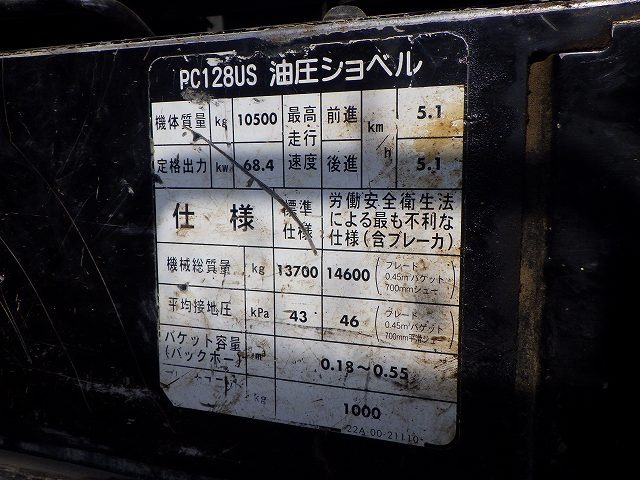 PC128US 油圧ショベル
機体質量 kg 10500 最高走行速度 前進 km/h 5.1
定格出力 kw 68.4 後進 5.1
仕様 標準仕様 労働安全衛生法
による最も不利な
仕様(含ブレーカ)
機械総質量 kg 13700 14600 (ブレード
0.45m³バケット
700mmシュー)
平均接地圧 kPa 43 46 (ブレード
0.45m³バケット
700mm平滑シュー)
バケット容量
(バックホー) m³ 0.18～0.55
kg 1000
22A-00-21110